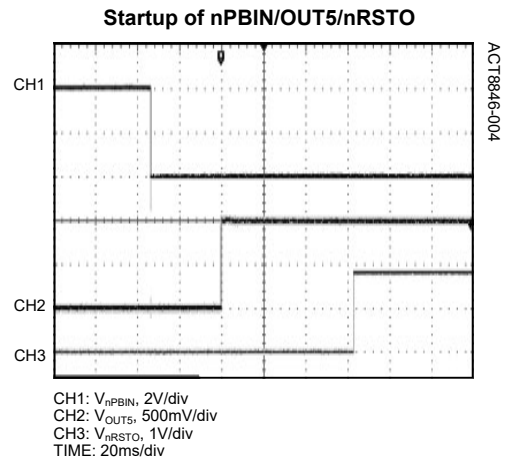 Startup of nPBIN/OUT5/nRSTO
ACT8846-004
CH1
CH2
CH3
CH1: VnPBIN, 2V/div
CH2: VOUT5, 500mV/div
CH3: VnRSTO, 1V/div
TIME: 20ms/div